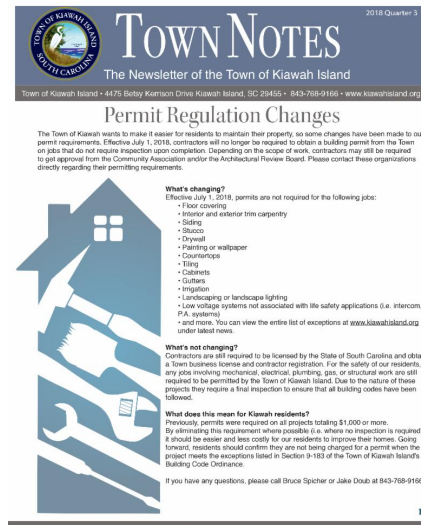 2018 Quarter 3
TOWN OF KIAWAH ISLAND
SOUTH CAROLINA
TOWN NOTES
The Newsletter of the Town of Kiawah Island
Town of Kiawah Island • 4475 Betsy Kerrison Drive Kiawah Island, SC 29455 • 843-768-9166 • www.kiawahisland.org
Permit Regulation Changes
The Town of Kiawah wants to make it easier for residents to maintain their property, so some changes have been made to ou
permit requirements. Effective July 1, 2018, contractors will no longer be required to obtain a building permit from the Town
on jobs that do not require inspection upon completion. Depending on the scope of work, contractors may still be required
to get approval from the Community Association and/or the Architectural Review Board. Please contact these organizations
directly regarding their permitting requirements.
What's changing?
Effective July 1, 2018, permits are not required for the following jobs:
• Floor covering
• Interior and exterior trim carpentry
• Siding
• Stucco
• Drywall
• Painting or wallpaper
• Countertops
• Tiling
• Cabinets
• Gutters
• Irrigation
• Landscaping or landscape lighting
• Low voltage systems not associated with life safety applications (i.e. intercom,
P.A. systems)
• and more. You can view the entire list of exceptions at www.kiawahisland.org
under latest news.
What's not changing?
Contractors are still required to be licensed by the State of South Carolina and obta
a Town business license and contractor registration. For the safety of our residents,
any jobs involving mechanical, electrical, plumbing, gas, or structural work are still
required to be permitted by the Town of Kiawah Island. Due to the nature of these
projects they require a final inspection to ensure that all building codes have been
followed.
What does this mean for Kiawah residents?
Previously, permits were required on all projects totaling $1,000 or more.
By eliminating this requirement where possible (i.e. where no inspection is required
it should be easier and less costly for our residents to improve their homes. Going
forward, residents should confirm they are not being charged for a permit when the
project meets the exceptions listed in Section 9-183 of the Town of Kiawah Island's
Building Code Ordinance.
If you have any questions, please call Bruce Spicher or Jake Doub at 843-768-9166